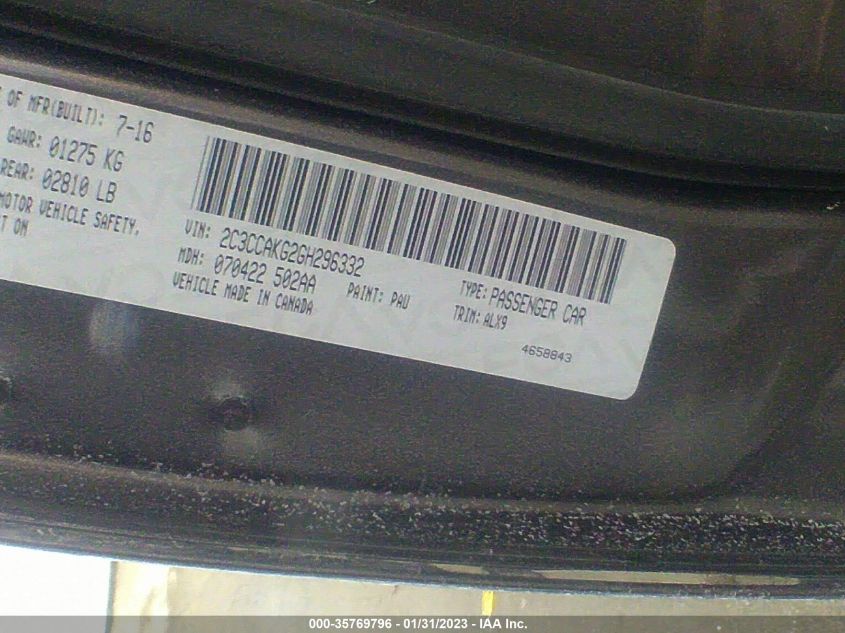 OF MFR(BUILT): 7-16
GAWR: 01275 KG
REAR: 02810 LB
MOTOR VEHICLE SAFETY,
ON
VIN: 2C3CCAKG2GH296332
MDH: 070422 502AA
VEHICLE MADE IN CANADA
PAINT: PAU
TYPE: PASSENGER CAR
TRIM: ALX9
4658843
000-35769796 - 01/31/2023 - IAA Inc.